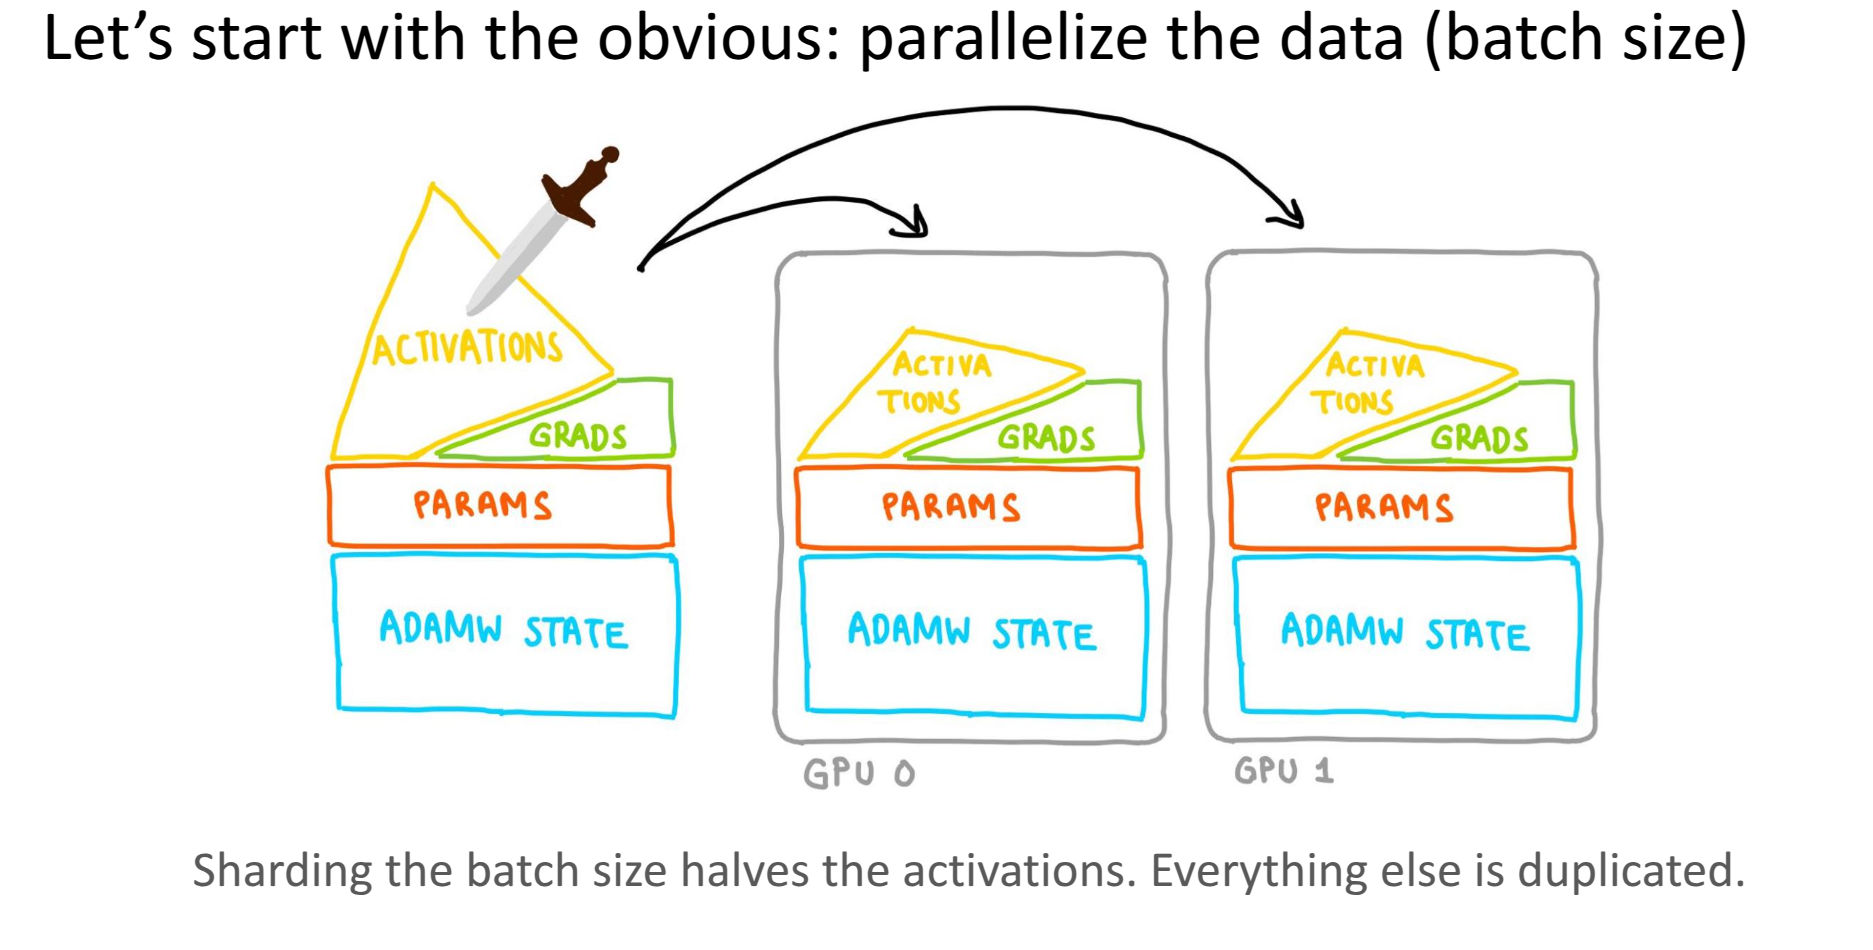 Let’s start with the obvious: parallelize the data (batch size)
ACTIVATIONS
GRADS
PARAMS
ADAMW STATE
ACTIVA
TIONS
GRADS
PARAMS
ADAMW STATE
GPU 0
ACTIVA
TIONS
GRADS
PARAMS
ADAMW STATE
GPU 1
Sharding the batch size halves the activations. Everything else is duplicated.